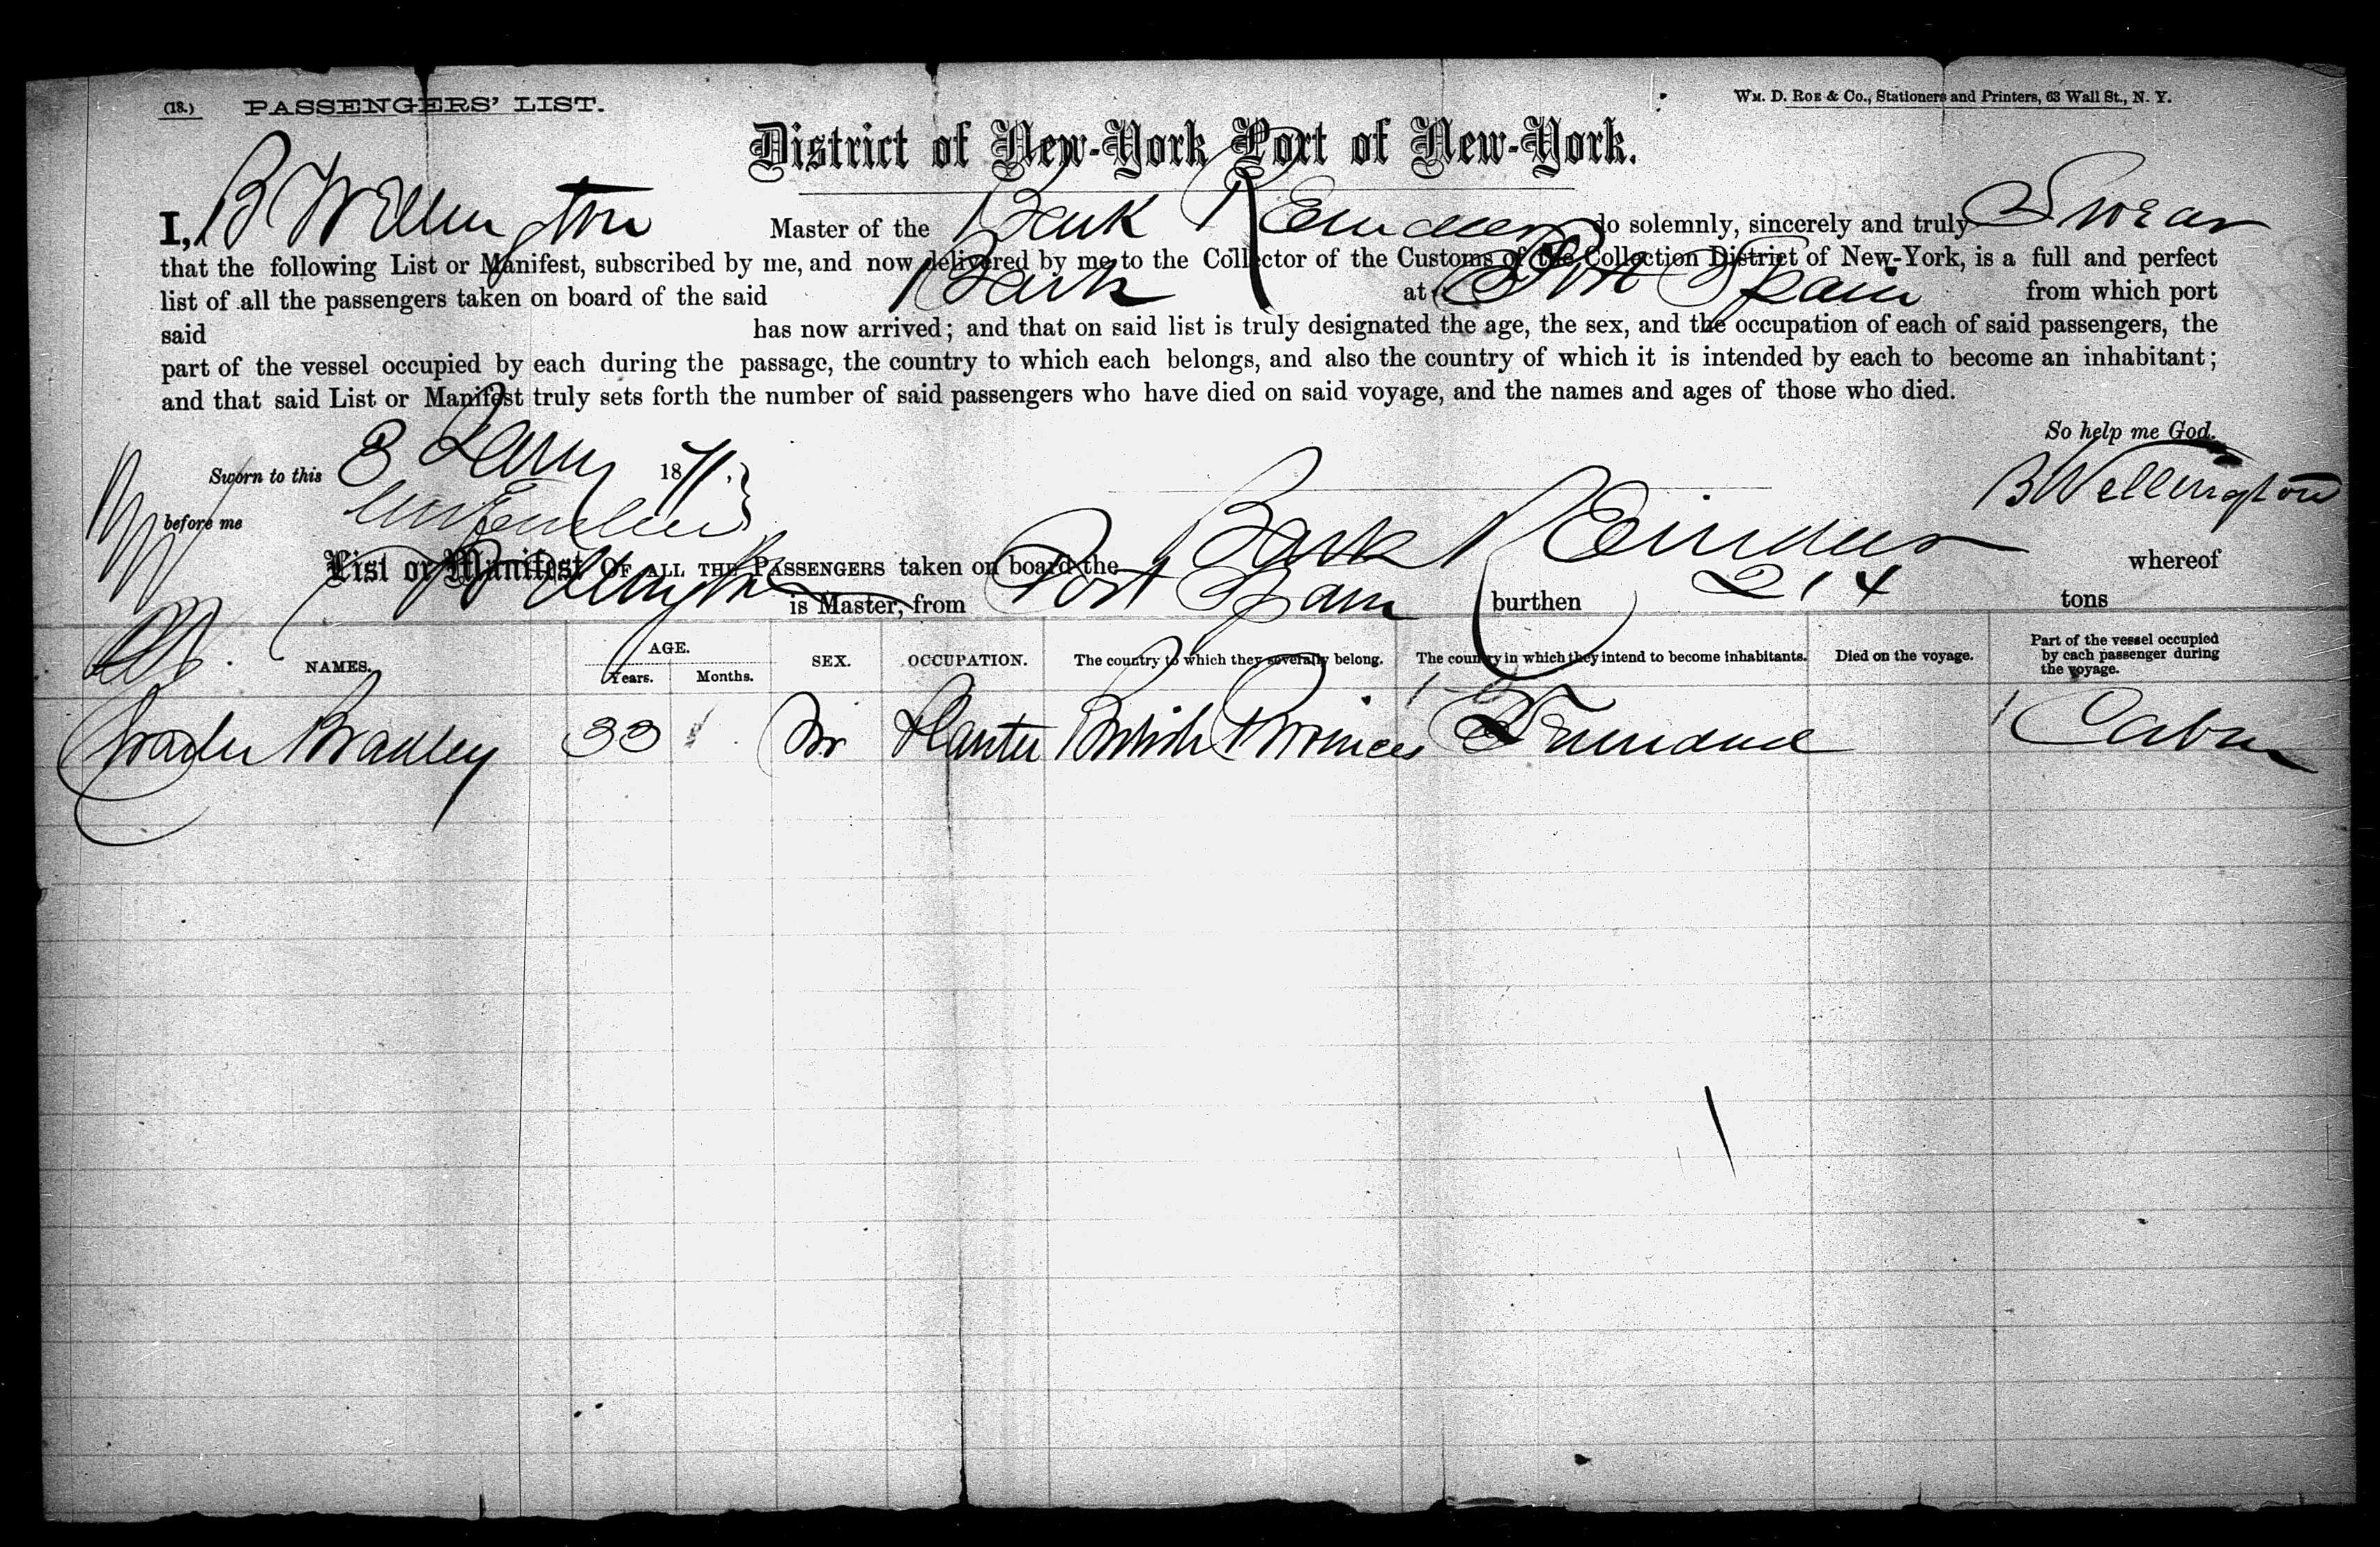 (18.) PASSENGERS' LIST.
WM. D. ROE & Co., Stationers and Printers, 63 Wall St., N. Y.
District of New-York Port of New-York.
I, B Wellington Master of the Bark Reindeer do solemnly, sincerely and truly Swear
that the following List or Manifest, subscribed by me, and now delivered by me to the Collector of the Customs of the Collection District of New-York, is a full and perfect
list of all the passengers taken on board of the said Bark at Port Spain from which port
said has now arrived; and that on said list is truly designated the age, the sex, and the occupation of each of said passengers, the
part of the vessel occupied by each during the passage, the country to which each belongs, and also the country of which it is intended by each to become an inhabitant;
and that said List or Manifest truly sets forth the number of said passengers who have died on said voyage, and the names and ages of those who died.
So help me God.
Sworn to this 3 Jany 1871,
B Wellington
before me
List or Manifest OF ALL THE PASSENGERS taken on board the Bark Reindeer whereof
B Wellington is Master, from Port Spain burthen 214 tons
NAMES. AGE. Years. Months. SEX. OCCUPATION. The country to which they severally belong. The country in which they intend to become inhabitants. Died on the voyage. Part of the vessel occupied by each passenger during the voyage.
Bradley 33 Planter British Provinces Trinidad Cabin